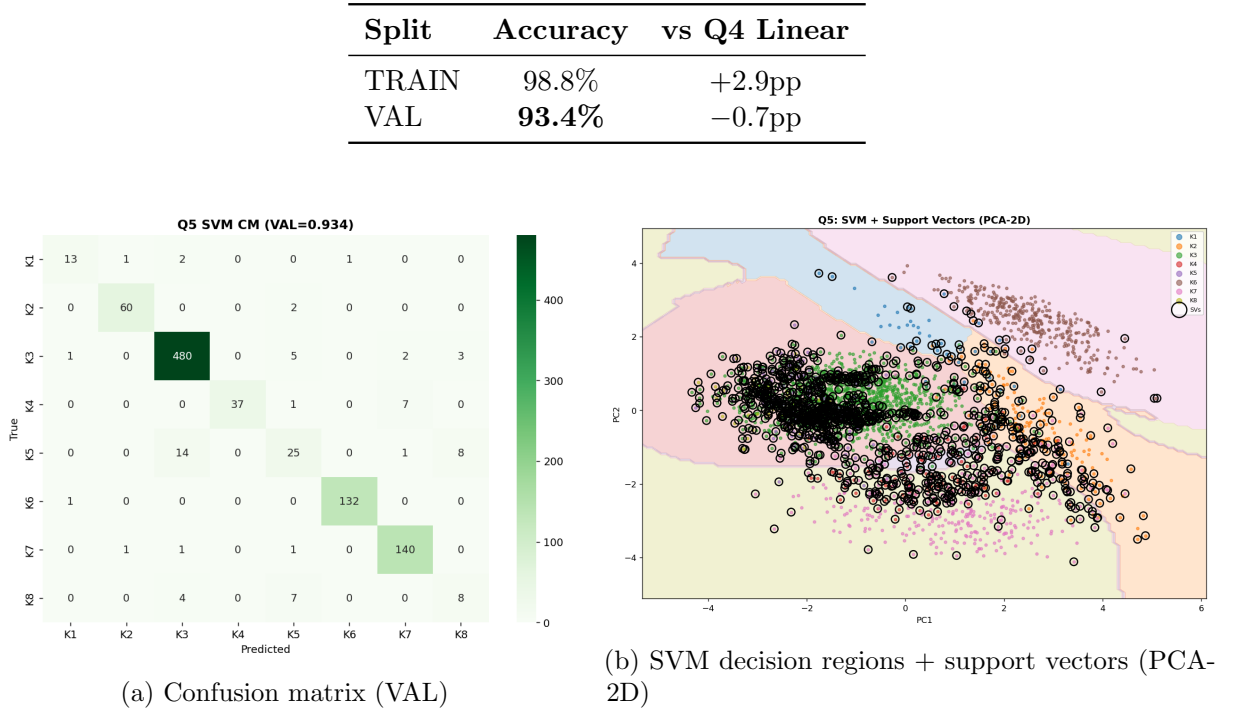 Split Accuracy vs Q4 Linear
TRAIN 98.8% +2.9pp
VAL 93.4% −0.7pp
Q5 SVM CM (VAL=0.934)
K1 13 1 2 0 0 1 0 0
K2 0 60 0 0 2 0 0 0
K3 1 0 480 0 5 0 2 3
K4 0 0 0 37 1 0 7 0
K5 0 0 14 0 25 0 1 8
K6 1 0 0 0 0 132 0 0
K7 0 1 1 0 1 0 140 0
K8 0 0 4 0 7 0 0 8
K1 K2 K3 K4 K5 K6 K7 K8
Predicted
True
400
300
200
100
0
(a) Confusion matrix (VAL)
Q5: SVM + Support Vectors (PCA-2D)
K1
K2
K3
K4
K5
K6
K7
K8
SVs
4
2
0
−2
−4
PC2
−4 −2 0 2 4 6
PC1
(b) SVM decision regions + support vectors (PCA-
2D)